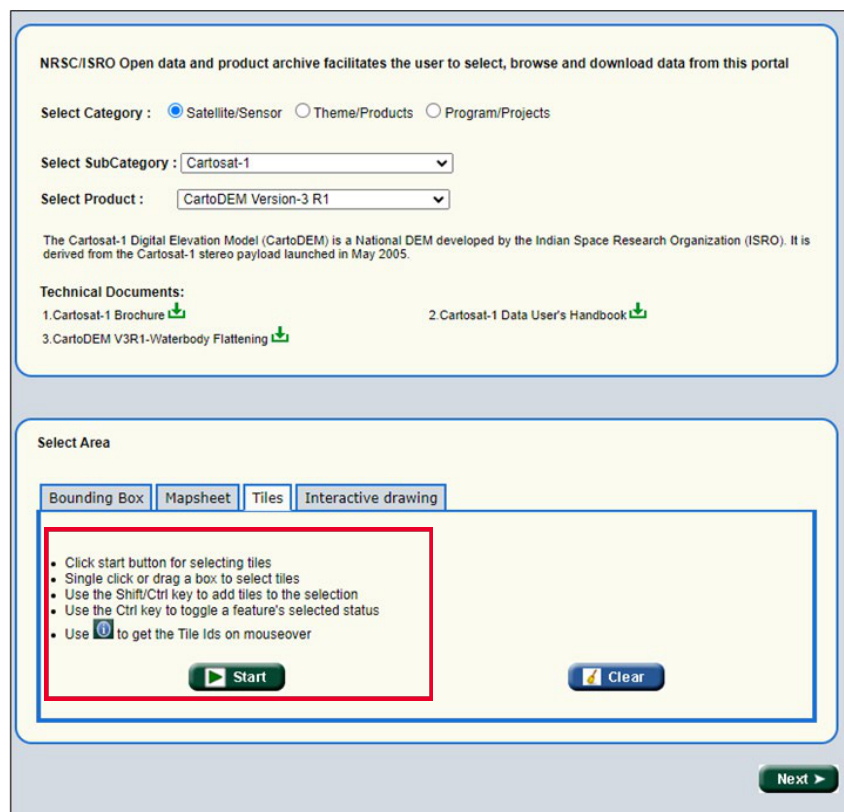 NRSC/ISRO Open data and product archive facilitates the user to select, browse and download data from this portal
Select Category : Satellite/Sensor Theme/Products Program/Projects
Select SubCategory : Cartosat-1
Select Product : CartoDEM Version-3 R1
The Cartosat-1 Digital Elevation Model (CartoDEM) is a National DEM developed by the Indian Space Research Organization (ISRO). It is
derived from the Cartosat-1 stereo payload launched in May 2005.
Technical Documents:
1.Cartosat-1 Brochure 2.Cartosat-1 Data User's Handbook
3.CartoDEM V3R1-Waterbody Flattening
Select Area
Bounding Box Mapsheet Tiles Interactive drawing
• Click start button for selecting tiles
• Single click or drag a box to select tiles
• Use the Shift/Ctrl key to add tiles to the selection
• Use the Ctrl key to toggle a feature's selected status
• Use to get the Tile Ids on mouseover
Start Clear
Next ➤